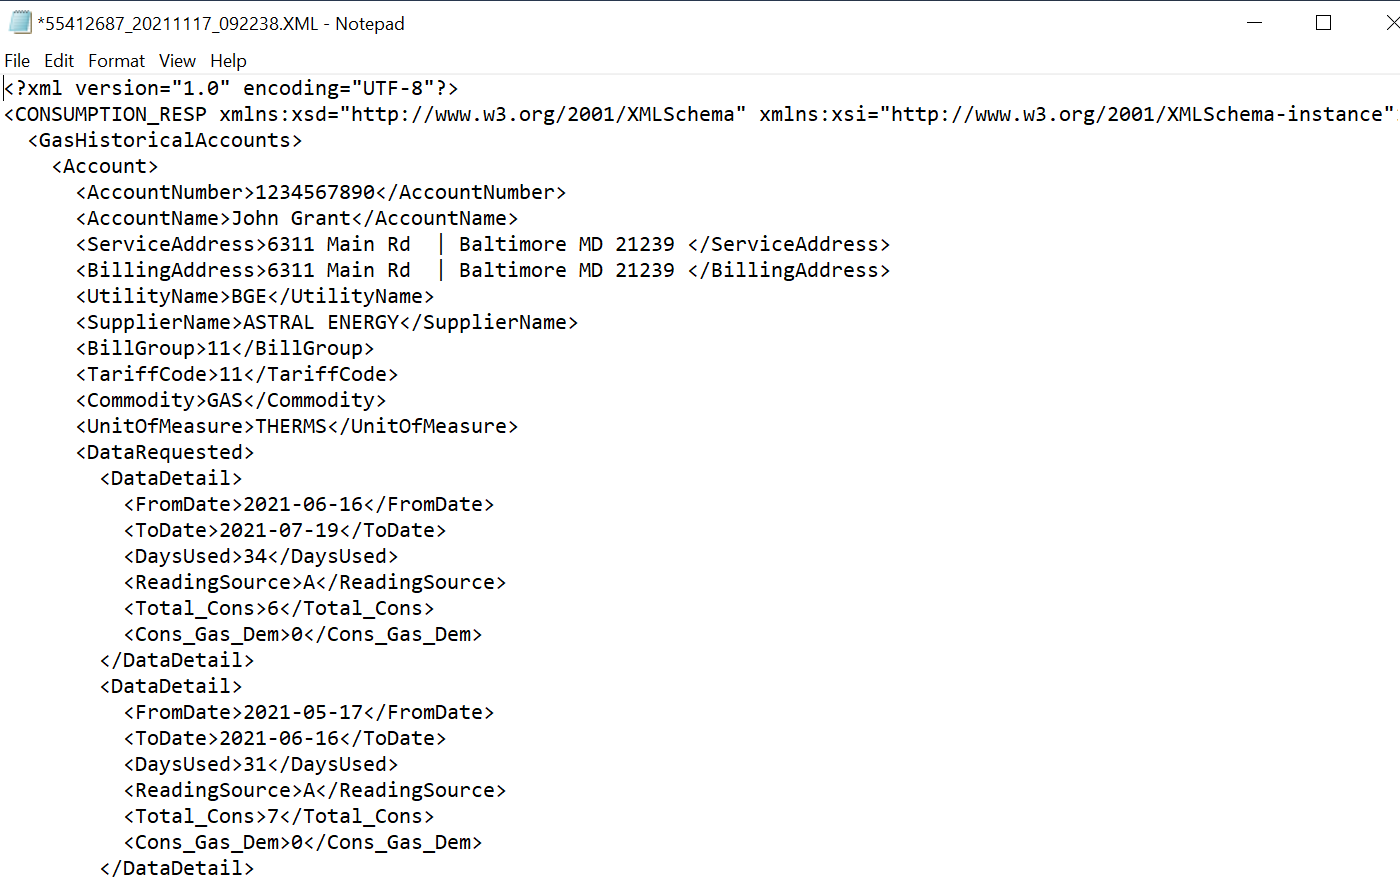 *55412687_20211117_092238.XML - Notepad
File Edit Format View Help
<?xml version="1.0" encoding="UTF-8"?>
<CONSUMPTION_RESP xmlns:xsd="http://www.w3.org/2001/XMLSchema" xmlns:xsi="http://www.w3.org/2001/XMLSchema-instance"
  <GasHistoricalAccounts>
    <Account>
      <AccountNumber>1234567890</AccountNumber>
      <AccountName>John Grant</AccountName>
      <ServiceAddress>6311 Main Rd  | Baltimore MD 21239 </ServiceAddress>
      <BillingAddress>6311 Main Rd  | Baltimore MD 21239 </BillingAddress>
      <UtilityName>BGE</UtilityName>
      <SupplierName>ASTRAL ENERGY</SupplierName>
      <BillGroup>11</BillGroup>
      <TariffCode>11</TariffCode>
      <Commodity>GAS</Commodity>
      <UnitOfMeasure>THERMS</UnitOfMeasure>
      <DataRequested>
        <DataDetail>
          <FromDate>2021-06-16</FromDate>
          <ToDate>2021-07-19</ToDate>
          <DaysUsed>34</DaysUsed>
          <ReadingSource>A</ReadingSource>
          <Total_Cons>6</Total_Cons>
          <Cons_Gas_Dem>0</Cons_Gas_Dem>
        </DataDetail>
        <DataDetail>
          <FromDate>2021-05-17</FromDate>
          <ToDate>2021-06-16</ToDate>
          <DaysUsed>31</DaysUsed>
          <ReadingSource>A</ReadingSource>
          <Total_Cons>7</Total_Cons>
          <Cons_Gas_Dem>0</Cons_Gas_Dem>
        </DataDetail>